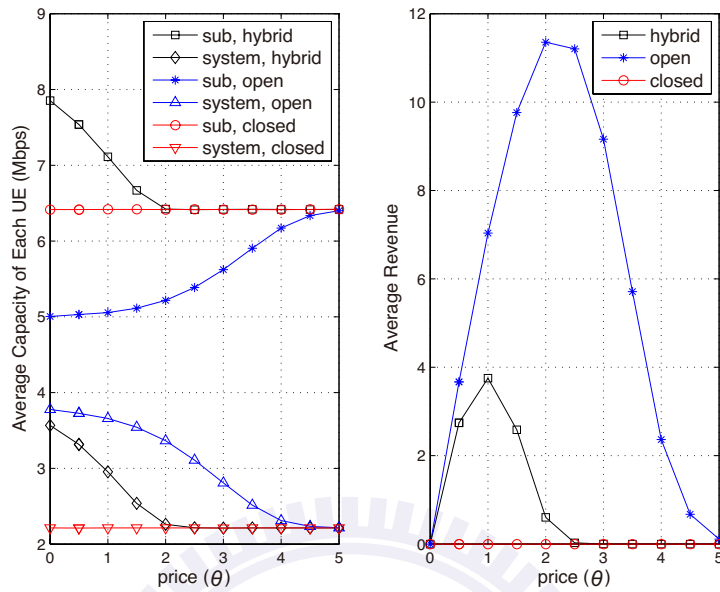 9
8
7
6
5
4
3
2
0
1
2
3
4
5
Average Capacity of Each UE (Mbps)
price (θ)
sub, hybrid
system, hybrid
sub, open
system, open
sub, closed
system, closed
12
10
8
6
4
2
0
0
1
2
3
4
5
Average Revenue
price (θ)
hybrid
open
closed